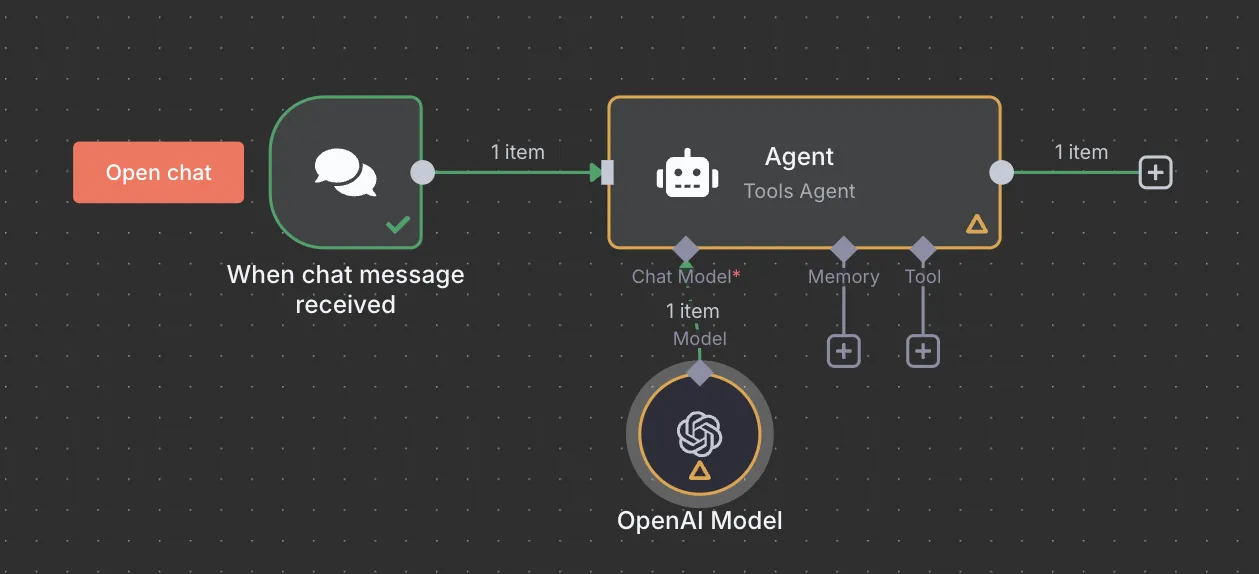 Open chat
1 item
Agent
Tools Agent
1 item
When chat message
received
Chat Model*
Memory
Tool
1 item
Model
OpenAI Model